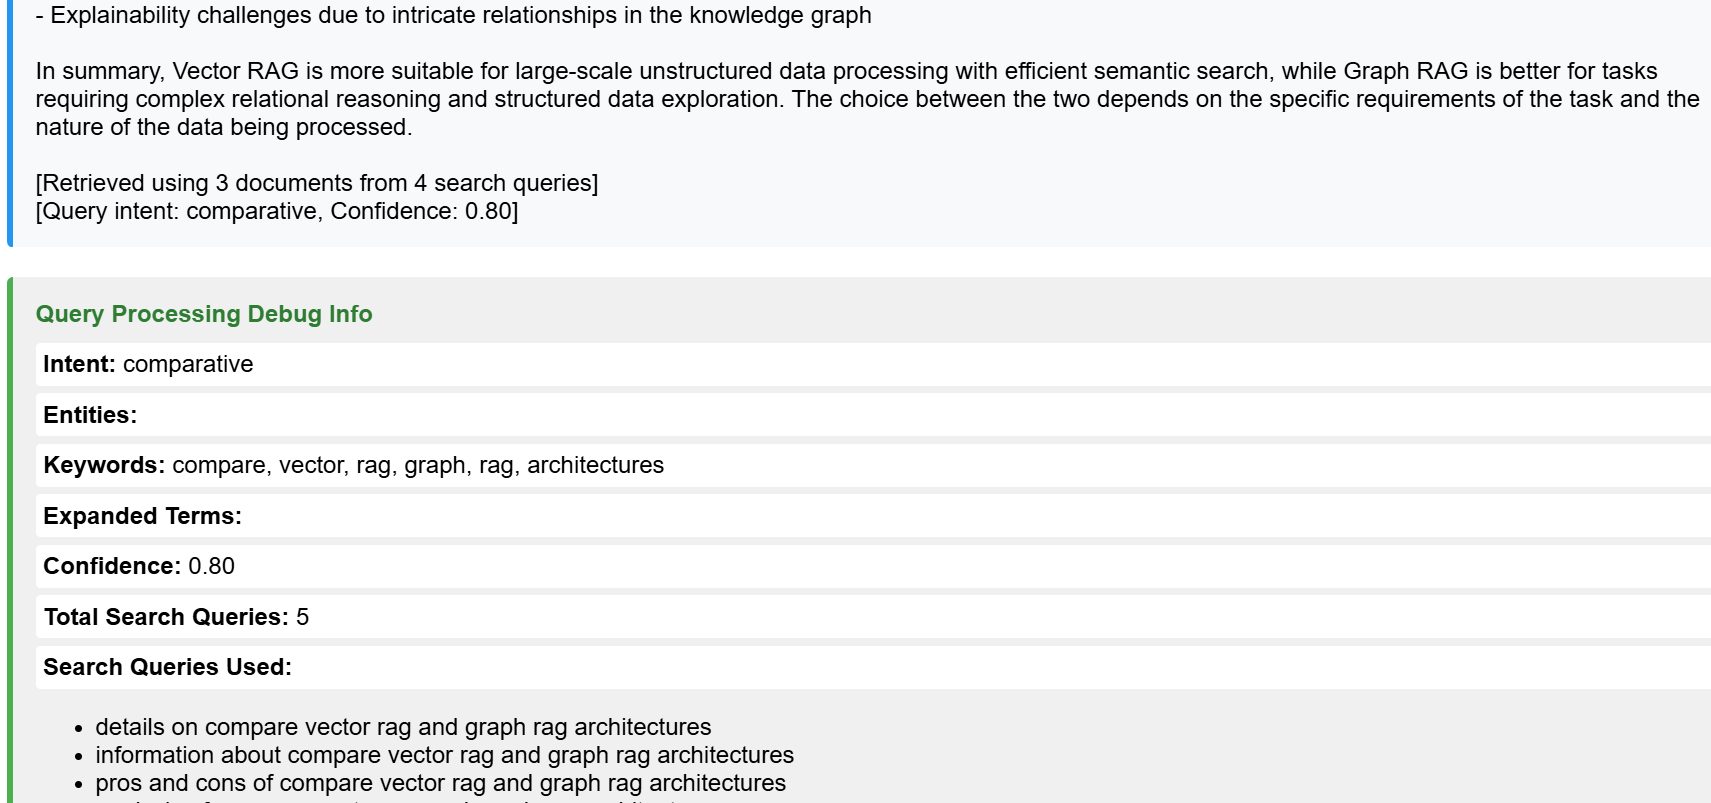 - Explainability challenges due to intricate relationships in the knowledge graph
In summary, Vector RAG is more suitable for large-scale unstructured data processing with efficient semantic search, while Graph RAG is better for tasks
requiring complex relational reasoning and structured data exploration. The choice between the two depends on the specific requirements of the task and the
nature of the data being processed.
[Retrieved using 3 documents from 4 search queries]
[Query intent: comparative, Confidence: 0.80]
Query Processing Debug Info
Intent: comparative
Entities:
Keywords: compare, vector, rag, graph, rag, architectures
Expanded Terms:
Confidence: 0.80
Total Search Queries: 5
Search Queries Used:
• details on compare vector rag and graph rag architectures
• information about compare vector rag and graph rag architectures
• pros and cons of compare vector rag and graph rag architectures